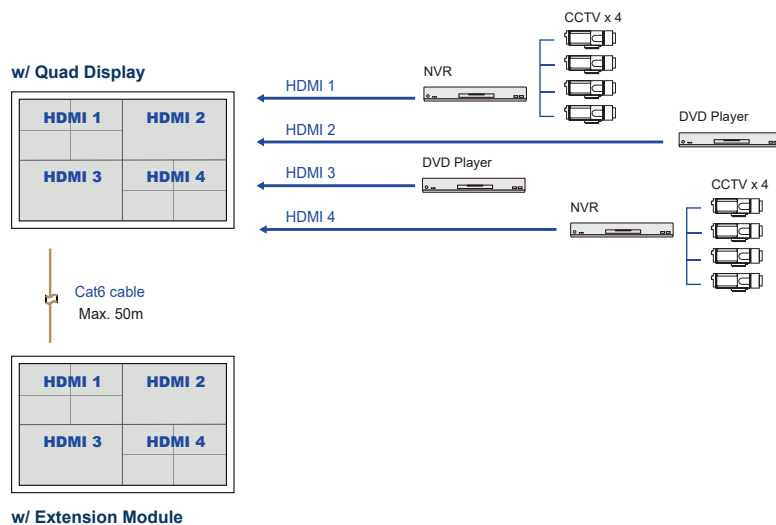 CCTV x 4
w/ Quad Display
NVR
HDMI 1
HDMI 1
HDMI 2
HDMI 2
DVD Player
HDMI 3
DVD Player
HDMI 3
HDMI 4
CCTV x 4
HDMI 4
NVR
Cat6 cable
Max. 50m
HDMI 1
HDMI 2
HDMI 3
HDMI 4
w/ Extension Module